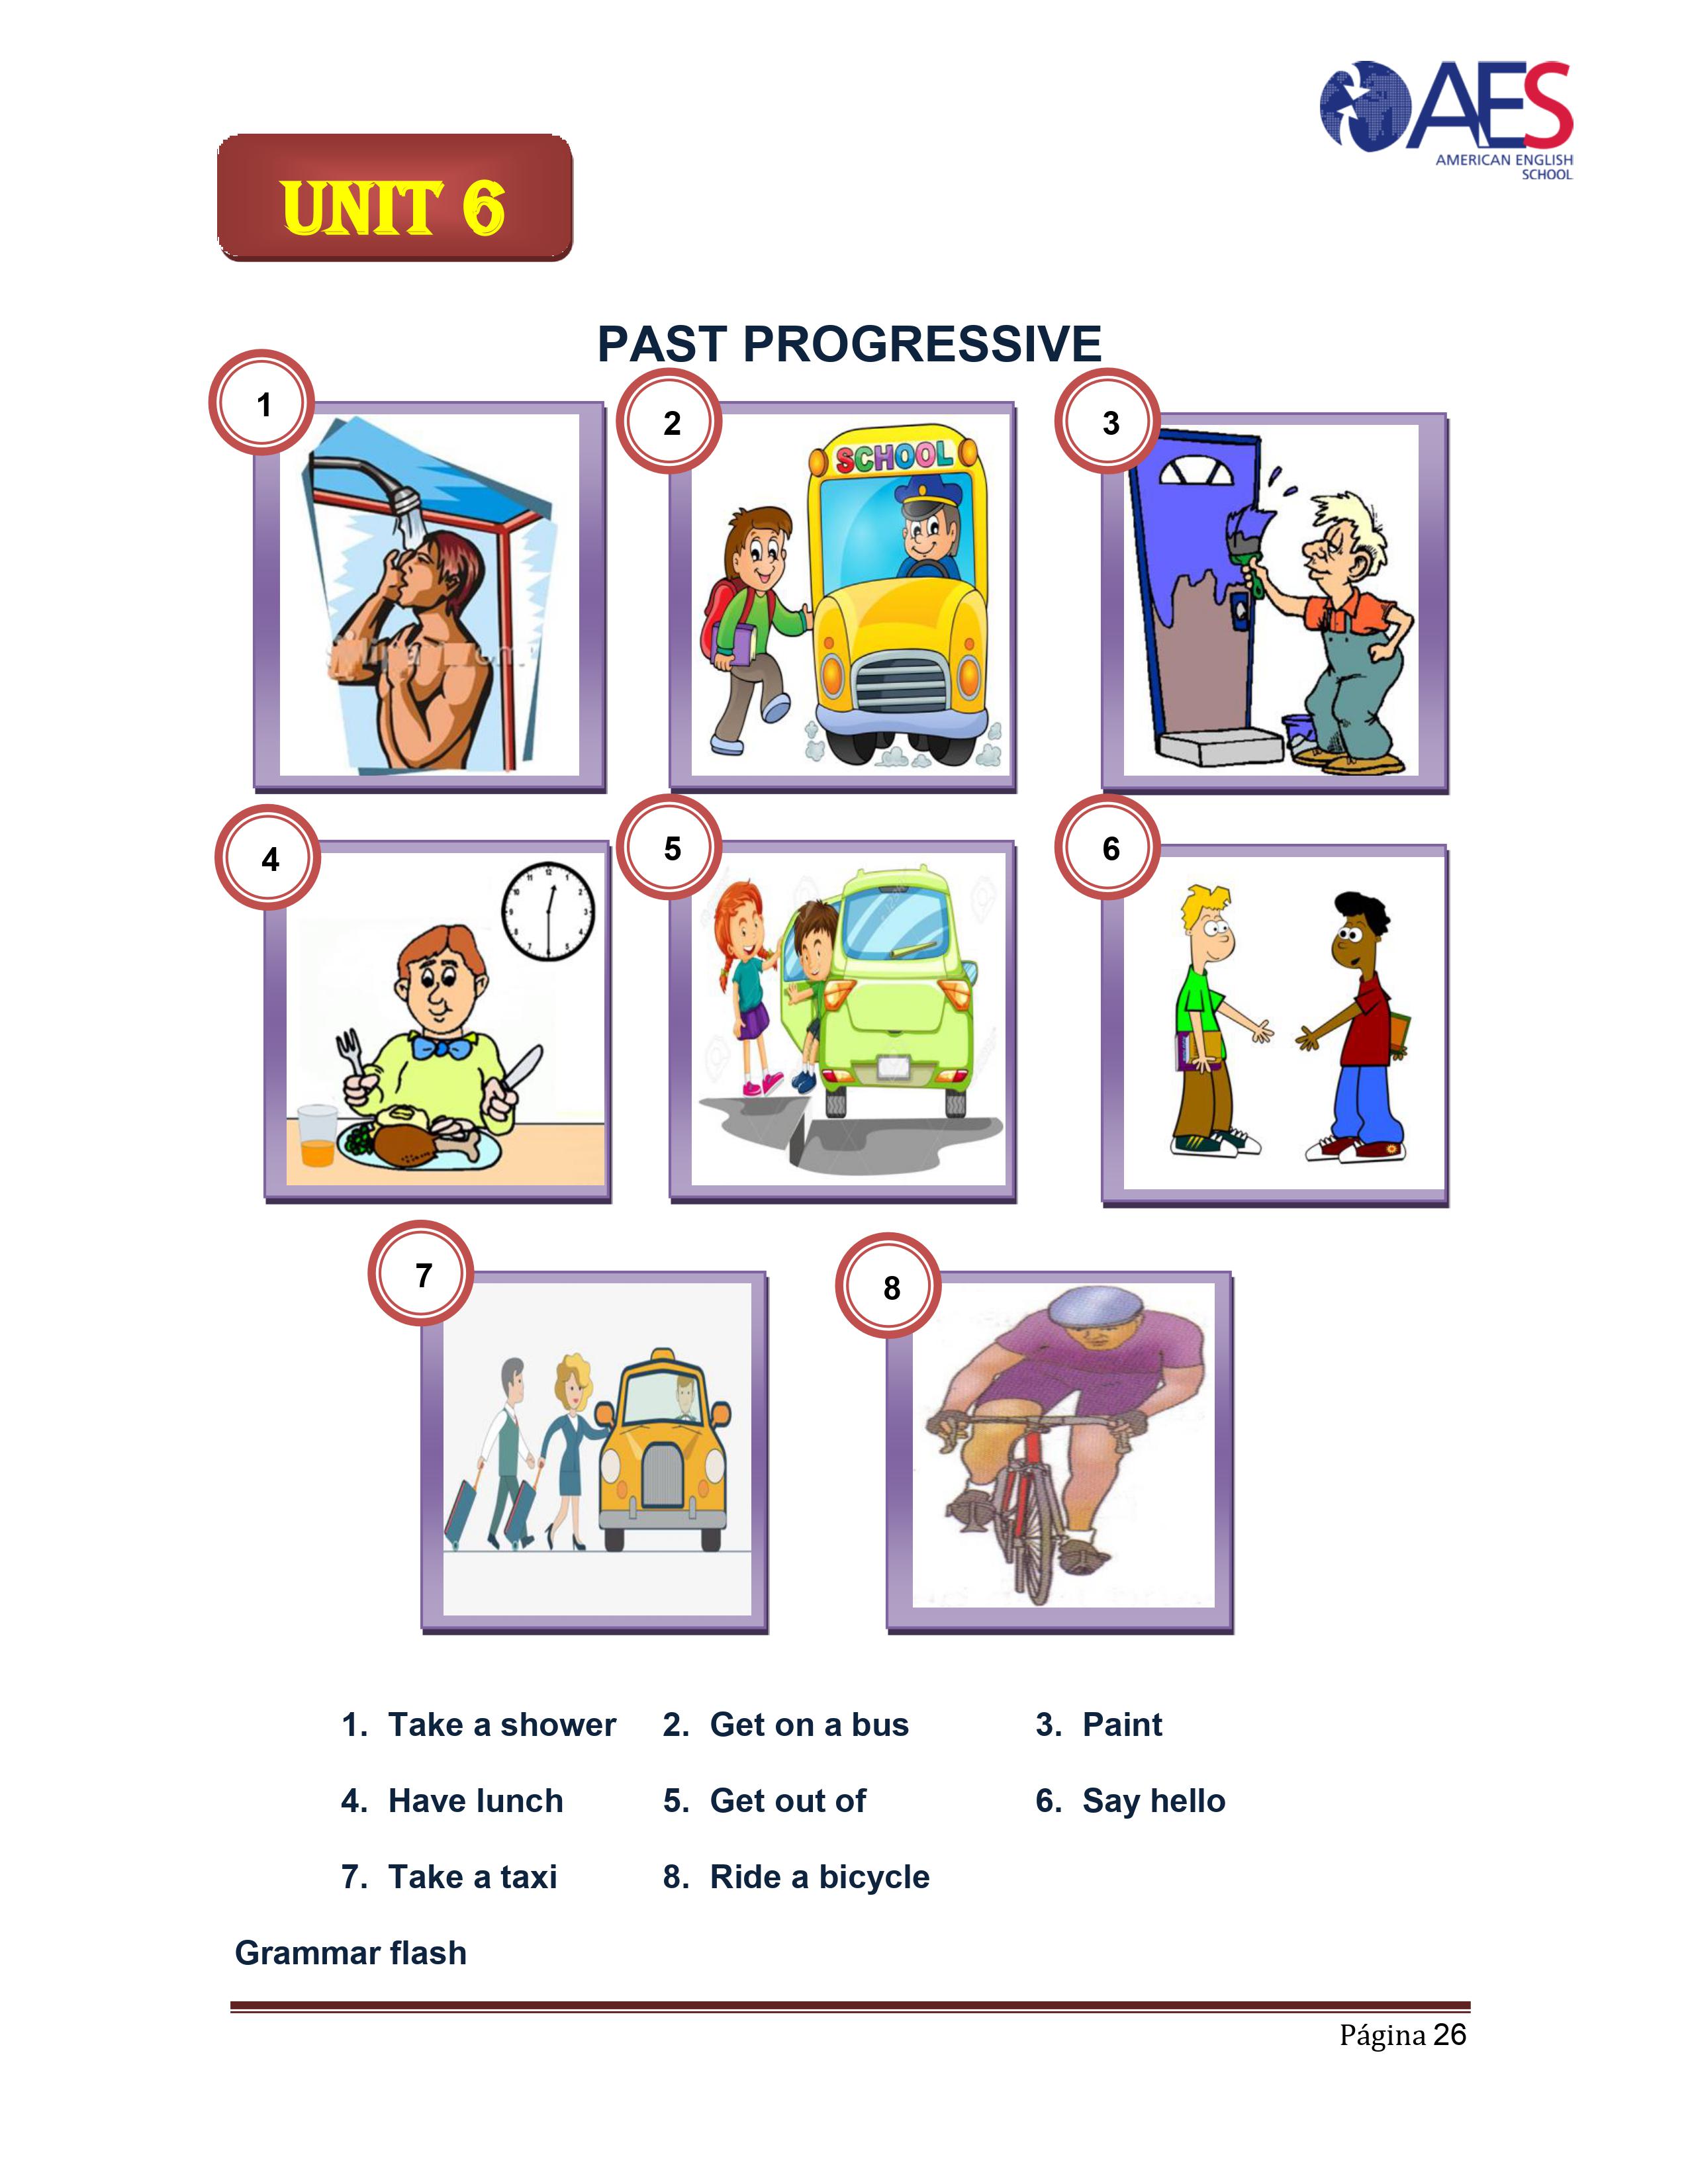 AES
AMERICAN ENGLISH
SCHOOL
UNIT 6
PAST PROGRESSIVE
1
2
3
SCHOOL
4
5
6
7
8
1. Take a shower 2. Get on a bus 3. Paint
4. Have lunch 5. Get out of 6. Say hello
7. Take a taxi 8. Ride a bicycle
Grammar flash
Página 26